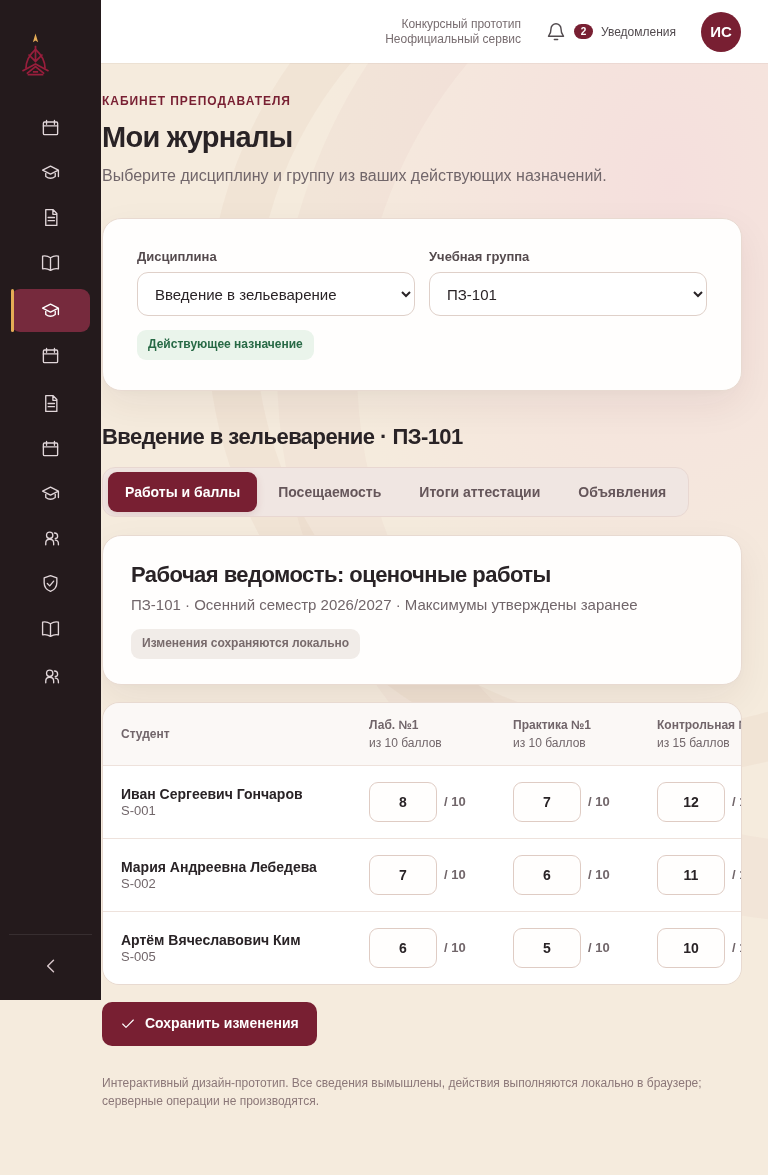 Конкурсный прототип
Неофициальный сервис
2 Уведомления
ИС
КАБИНЕТ ПРЕПОДАВАТЕЛЯ
Мои журналы
Выберите дисциплину и группу из ваших действующих назначений.
Дисциплина Учебная группа
Введение в зельеварение ПЗ-101
Действующее назначение
Введение в зельеварение · ПЗ-101
Работы и баллы Посещаемость Итоги аттестации Объявления
Рабочая ведомость: оценочные работы
ПЗ-101 · Осенний семестр 2026/2027 · Максимумы утверждены заранее
Изменения сохраняются локально
Студент Лаб. №1 Практика №1 Контрольная
из 10 баллов из 10 баллов из 15 баллов
Иван Сергеевич Гончаров 8 / 10 7 / 10 12 /
S-001
Мария Андреевна Лебедева 7 / 10 6 / 10 11 /
S-002
Артём Вячеславович Ким 6 / 10 5 / 10 10 /
S-005
Сохранить изменения
Интерактивный дизайн-прототип. Все сведения вымышлены, действия выполняются локально в браузере;
серверные операции не производятся.